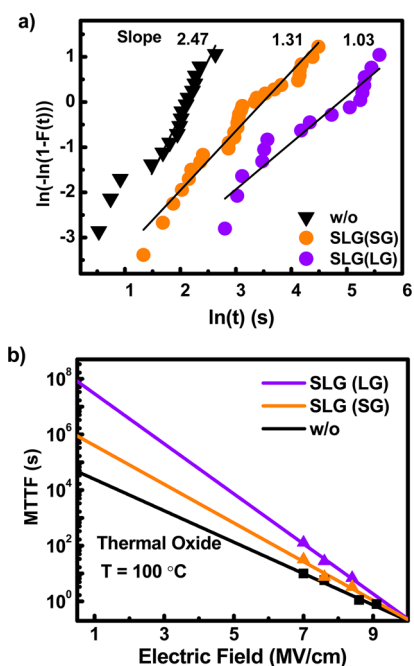 a)
Slope 2.47 1.31 1.03
ln(-ln(1-F(t)))
1
0
-1
-2
-3
w/o
SLG(SG)
SLG(LG)
0 1 2 3 4 5 6
ln(t) (s)
b)
MTTF (s)
10^8
10^6
10^4
10^2
10^0
SLG (LG)
SLG (SG)
w/o
Thermal Oxide
T = 100 °C
1 3 5 7 9
Electric Field (MV/cm)